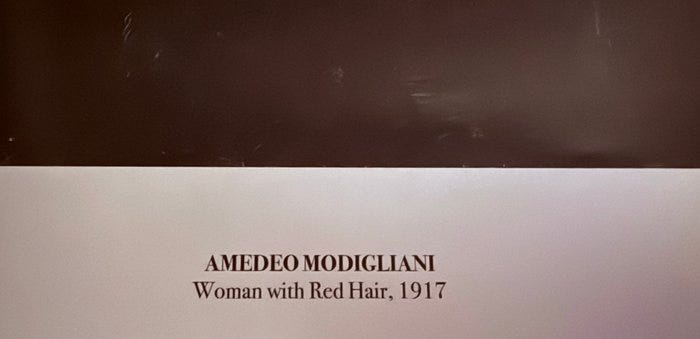 AMEDEO MODIGLIANI
Woman with Red Hair, 1917